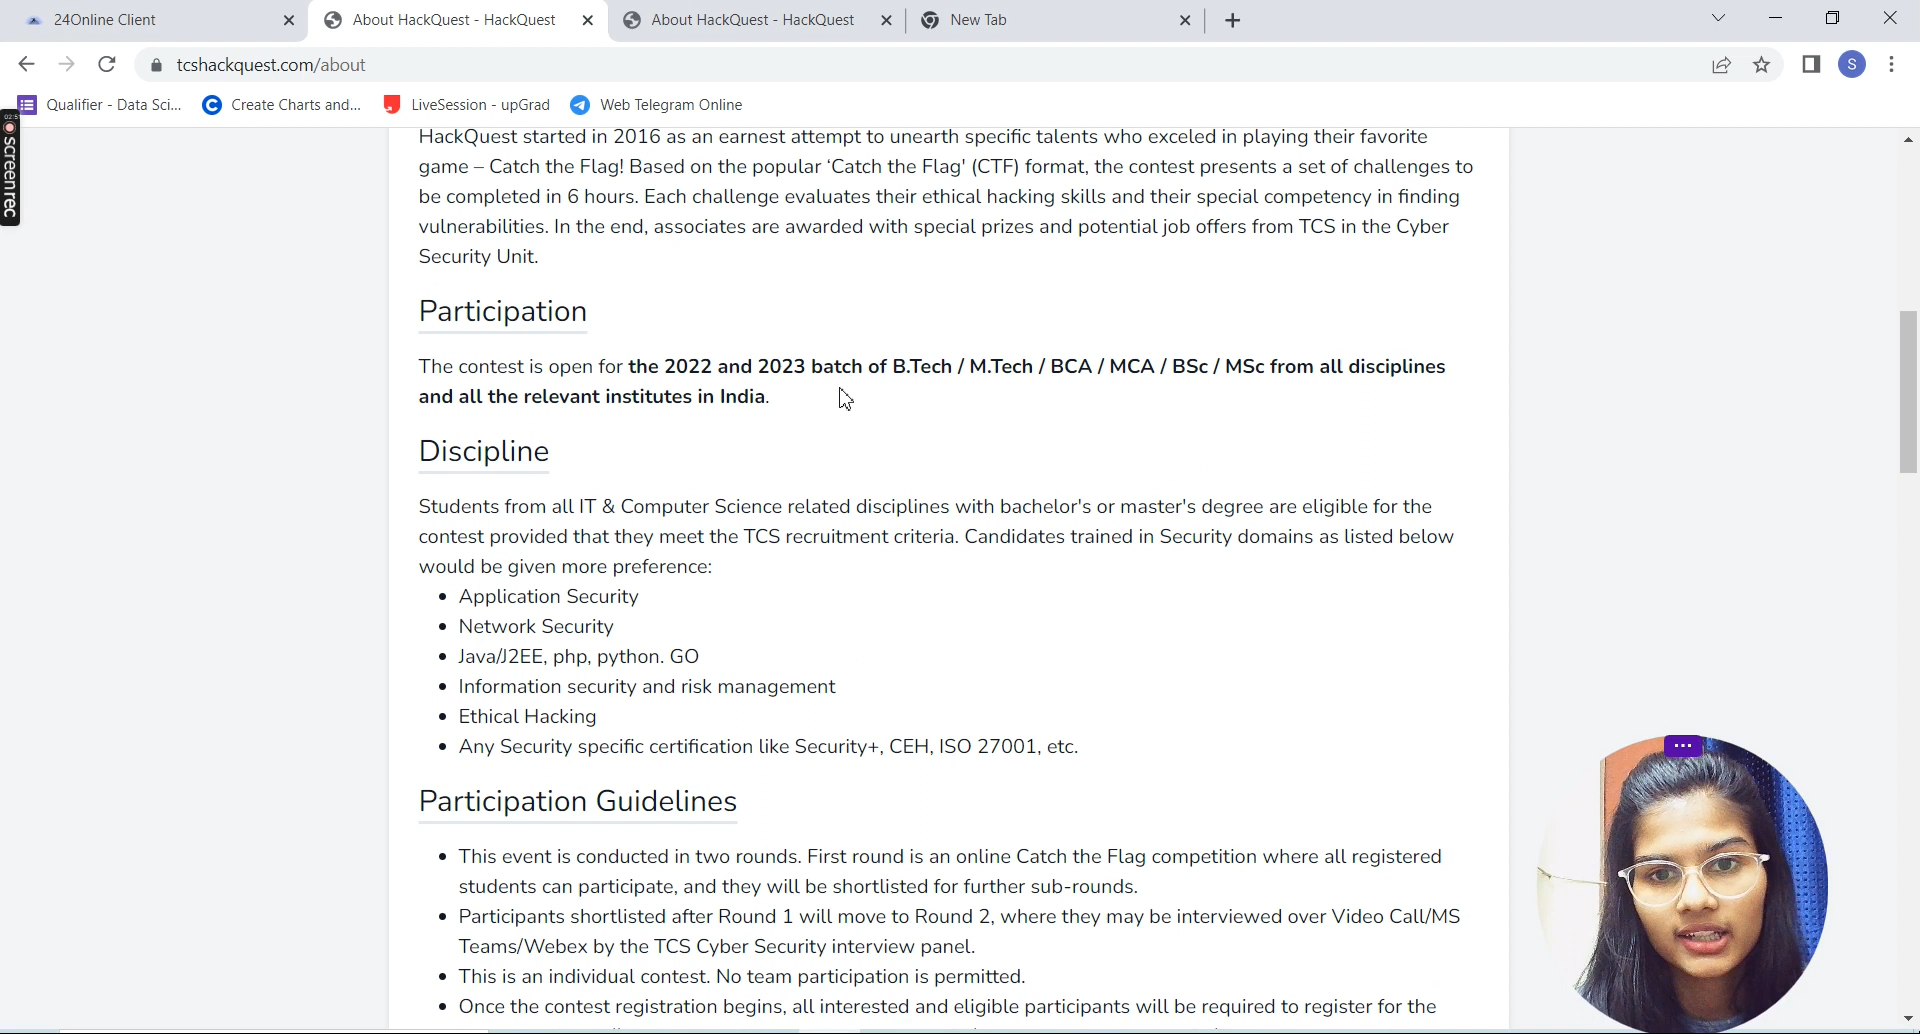 24Online Client
About HackQuest - HackQuest
About HackQuest - HackQuest
New Tab
tcshackquest.com/about
S
Qualifier - Data Sci...
Create Charts and...
LiveSession - upGrad
Web Telegram Online
screenrec
HackQuest started in 2016 as an earnest attempt to unearth specific talents who exceled in playing their favorite
game – Catch the Flag! Based on the popular ‘Catch the Flag' (CTF) format, the contest presents a set of challenges to
be completed in 6 hours. Each challenge evaluates their ethical hacking skills and their special competency in finding
vulnerabilities. In the end, associates are awarded with special prizes and potential job offers from TCS in the Cyber
Security Unit.
Participation
The contest is open for the 2022 and 2023 batch of B.Tech / M.Tech / BCA / MCA / BSc / MSc from all disciplines
and all the relevant institutes in India.
Discipline
Students from all IT & Computer Science related disciplines with bachelor's or master's degree are eligible for the
contest provided that they meet the TCS recruitment criteria. Candidates trained in Security domains as listed below
would be given more preference:
• Application Security
• Network Security
• Java/J2EE, php, python. GO
• Information security and risk management
• Ethical Hacking
• Any Security specific certification like Security+, CEH, ISO 27001, etc.
Participation Guidelines
• This event is conducted in two rounds. First round is an online Catch the Flag competition where all registered
students can participate, and they will be shortlisted for further sub-rounds.
• Participants shortlisted after Round 1 will move to Round 2, where they may be interviewed over Video Call/MS
Teams/Webex by the TCS Cyber Security interview panel.
• This is an individual contest. No team participation is permitted.
• Once the contest registration begins, all interested and eligible participants will be required to register for the